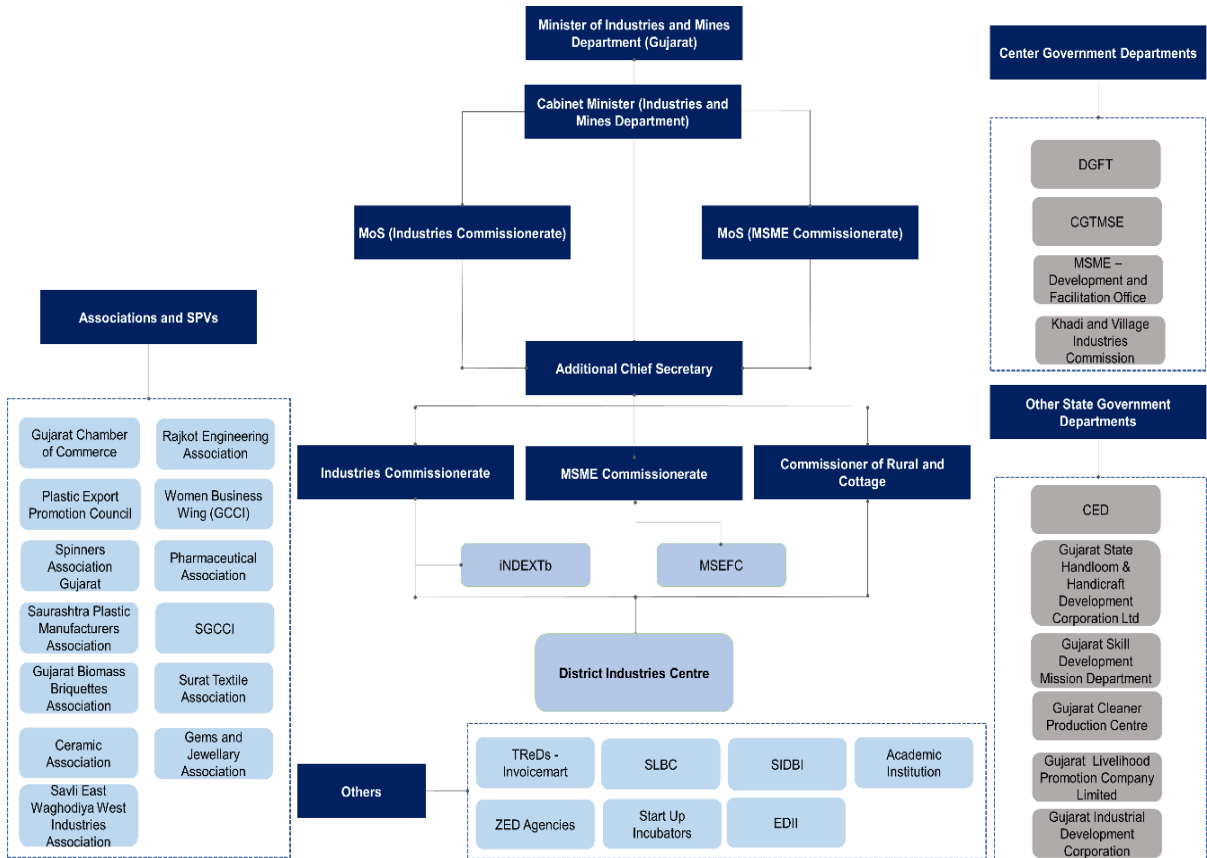 Minister of Industries and Mines
Department (Gujarat)
Cabinet Minister (Industries and
Mines Department)
MoS (Industries Commissionerate)
MoS (MSME Commissionerate)
Additional Chief Secretary
Industries Commissionerate
MSME Commissionerate
Commissioner of Rural and
Cottage
iNDEXTb
MSEFC
District Industries Centre
Associations and SPVs
Gujarat Chamber
of Commerce
Rajkot Engineering
Association
Plastic Export
Promotion Council
Women Business
Wing (GCCI)
Spinners
Association
Gujarat
Pharmaceutical
Association
Saurashtra Plastic
Manufacturers
Association
SGCCI
Gujarat Biomass
Briquettes
Association
Surat Textile
Association
Ceramic
Association
Gems and
Jewellary
Association
Savli East
Waghodiya West
Industries
Association
Others
TReDs -
Invoicemart
SLBC
SIDBI
Academic
Institution
ZED Agencies
Start Up
Incubators
EDII
Center Government Departments
DGFT
CGTMSE
MSME –
Development and
Facilitation Office
Khadi and Village
Industries
Commission
Other State Government
Departments
CED
Gujarat State
Handloom &
Handicraft
Development
Corporation Ltd
Gujarat Skill
Development
Mission Department
Gujarat Cleaner
Production Centre
Gujarat Livelihood
Promotion Company
Limited
Gujarat Industrial
Development
Corporation